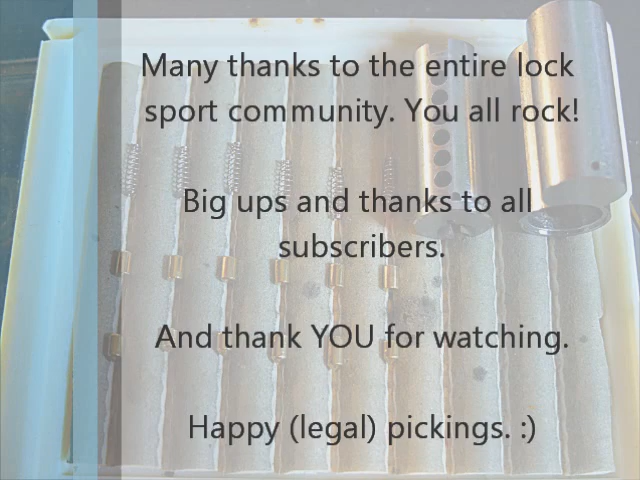 Many thanks to the entire lock
sport community. You all rock!
Big ups and thanks to all
subscribers.
And thank YOU for watching.
Happy (legal) pickings. :)